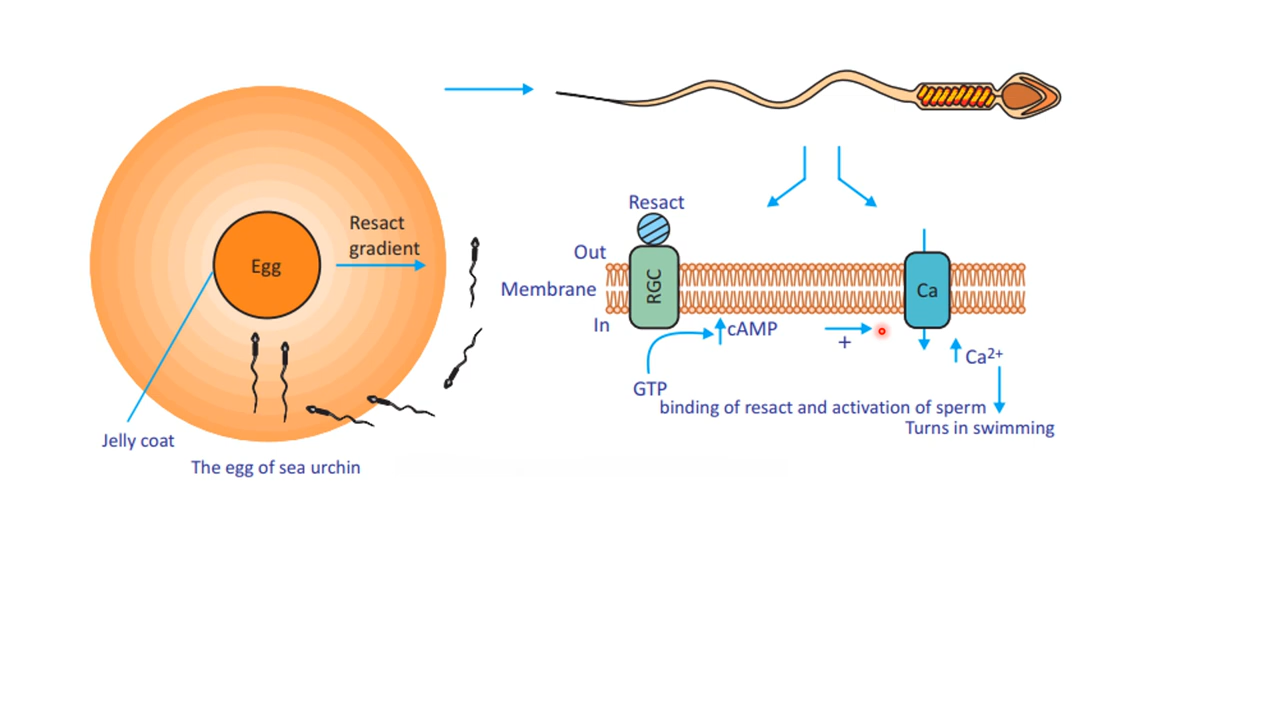 Resact
gradient
Egg
Jelly coat
The egg of sea urchin
Resact
Out
RGC
Membrane
Ca
In
cAMP
+
Ca²⁺
GTP
binding of resact and activation of sperm
Turns in swimming